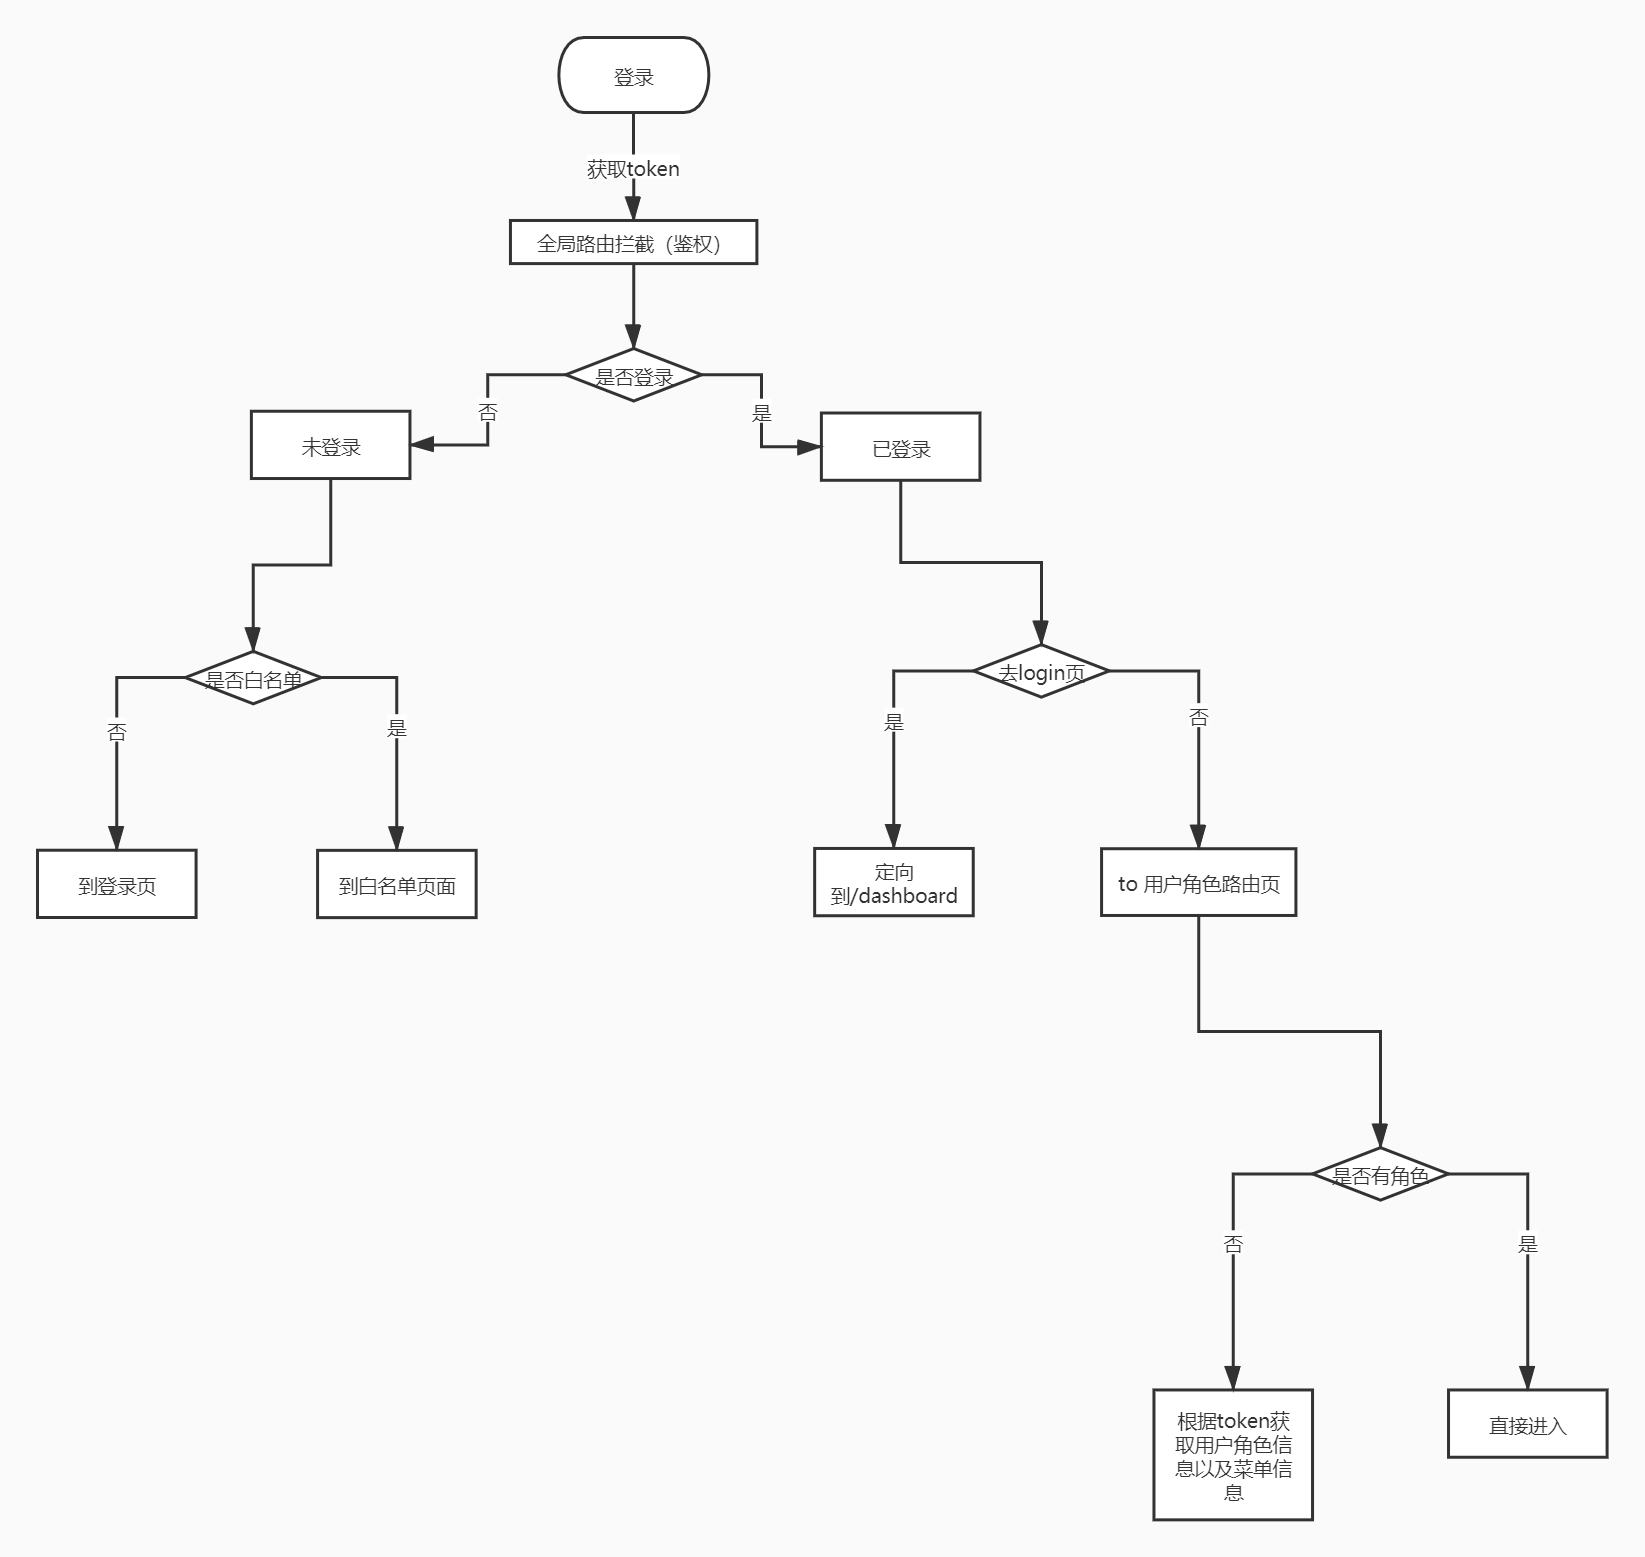 登录
获取token
全局路由拦截（鉴权）
是否登录
否
是
未登录
已登录
是否白名单
去login页
否
是
是
否
到登录页
到白名单页面
定向
到/dashboard
to 用户角色路由页
是否有角色
否
是
根据token获
取用户角色信
息以及菜单信
息
直接进入